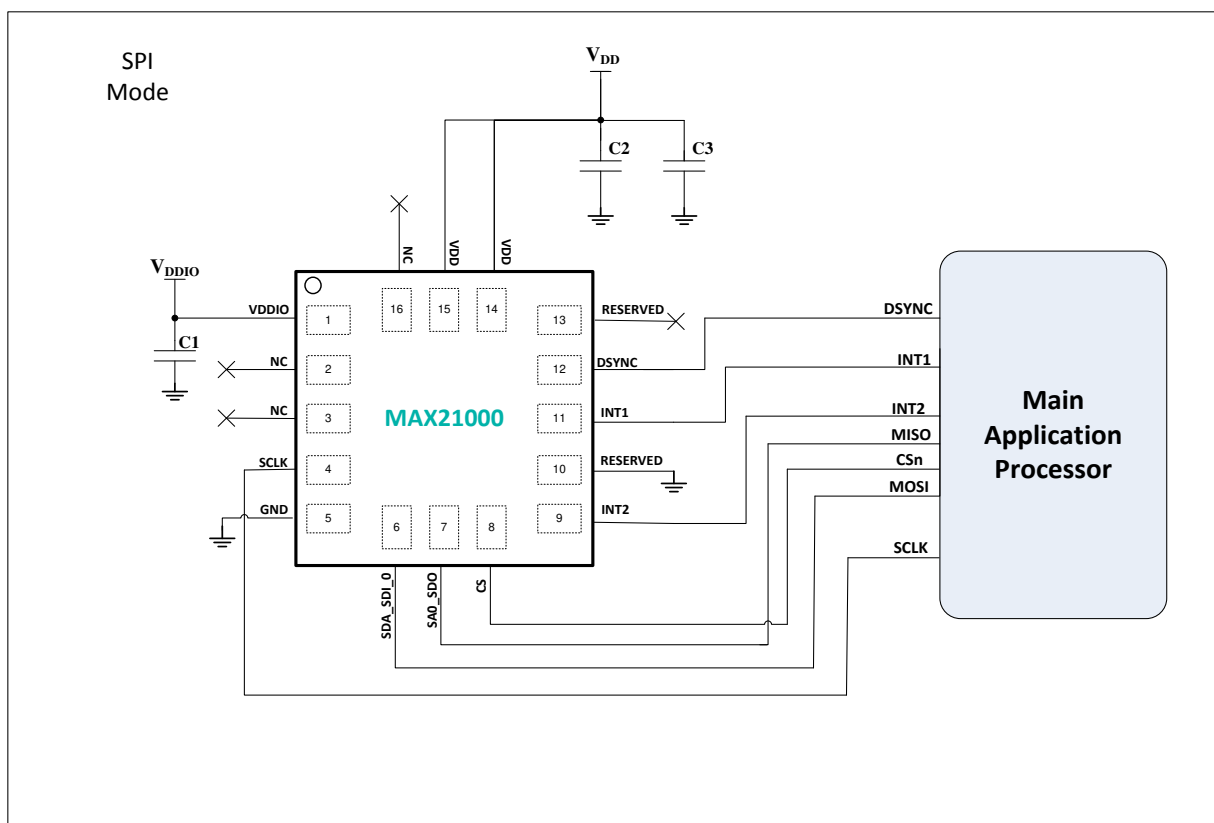 SPI
Mode
VDD
C2
C3
NC
VDD
VDD
VDDIO
C1
VDDIO
NC
NC
SCLK
GND
1
2
3
4
5
16
15
14
MAX21000
6
7
8
13
12
11
10
9
RESERVED
DSYNC
INT1
RESERVED
INT2
SDA_SDI_0
SA0_SDO
CS
DSYNC
INT1
INT2
MISO
CSn
MOSI
SCLK
Main
Application
Processor